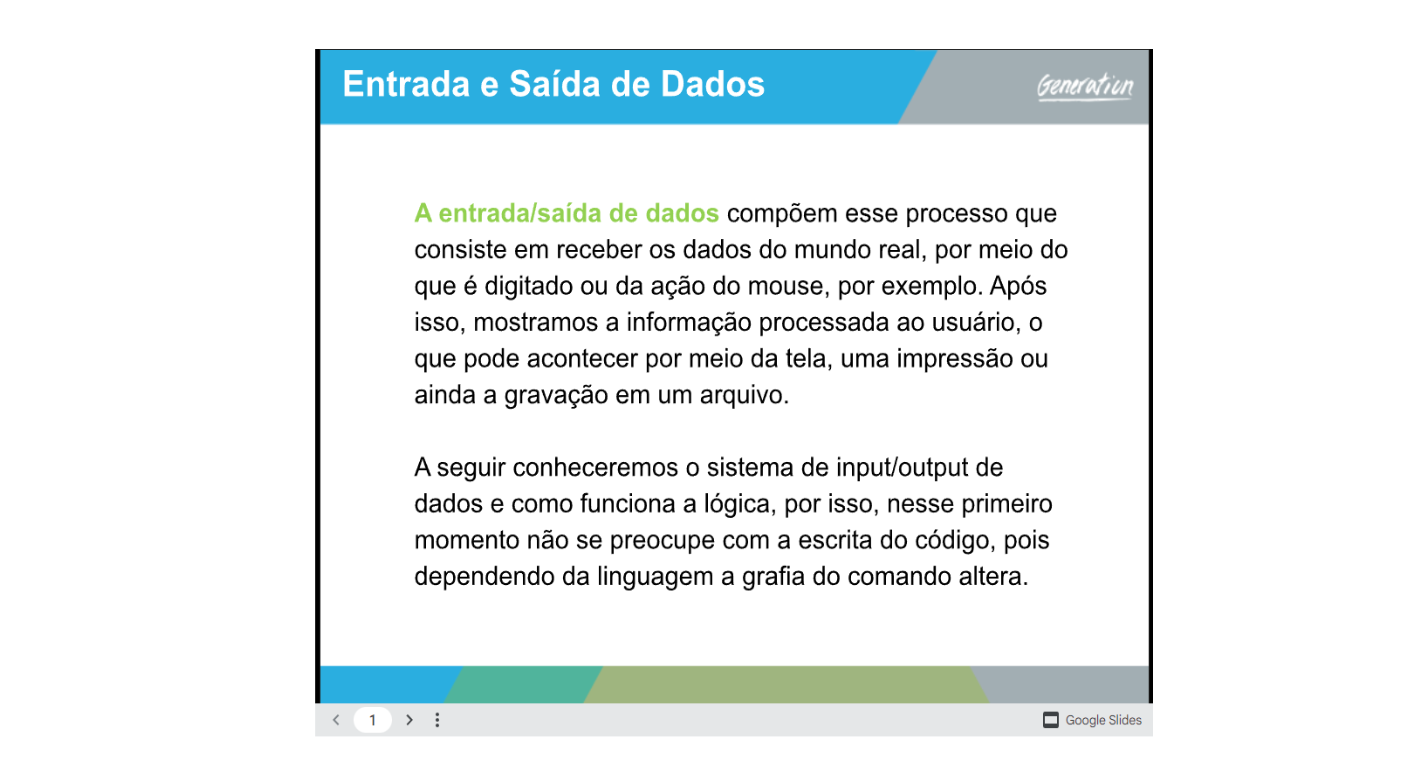 Entrada e Saída de Dados
Generation
A entrada/saída de dados compõem esse processo que
consiste em receber os dados do mundo real, por meio do
que é digitado ou da ação do mouse, por exemplo. Após
isso, mostramos a informação processada ao usuário, o
que pode acontecer por meio da tela, uma impressão ou
ainda a gravação em um arquivo.
A seguir conheceremos o sistema de input/output de
dados e como funciona a lógica, por isso, nesse primeiro
momento não se preocupe com a escrita do código, pois
dependendo da linguagem a grafia do comando altera.
1
Google Slides